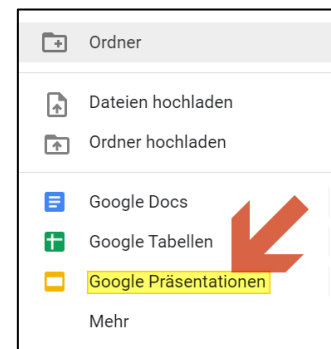 Ordner
Dateien hochladen
Ordner hochladen
Google Docs
Google Tabellen
Google Präsentationen
Mehr